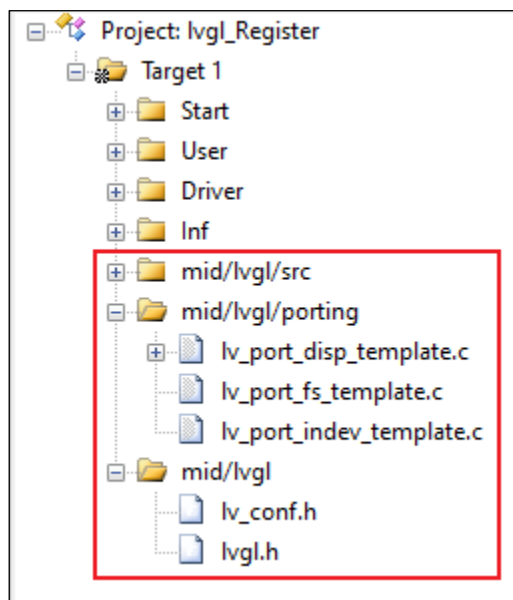 Project: lvgl_Register
Target 1
Start
User
Driver
Inf
mid/lvgl/src
mid/lvgl/porting
lv_port_disp_template.c
lv_port_fs_template.c
lv_port_indev_template.c
mid/lvgl
lv_conf.h
lvgl.h